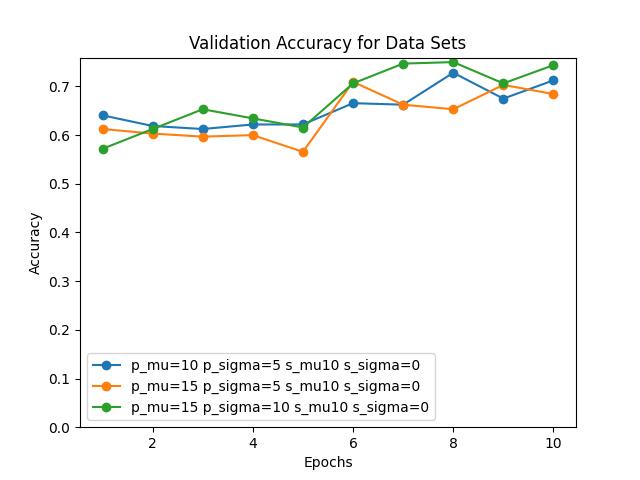 Validation Accuracy for Data Sets
Accuracy
0.7
0.6
0.5
0.4
0.3
0.2
0.1
0.0
p_mu=10 p_sigma=5 s_mu10 s_sigma=0
p_mu=15 p_sigma=5 s_mu10 s_sigma=0
p_mu=15 p_sigma=10 s_mu10 s_sigma=0
2 4 6 8 10
Epochs